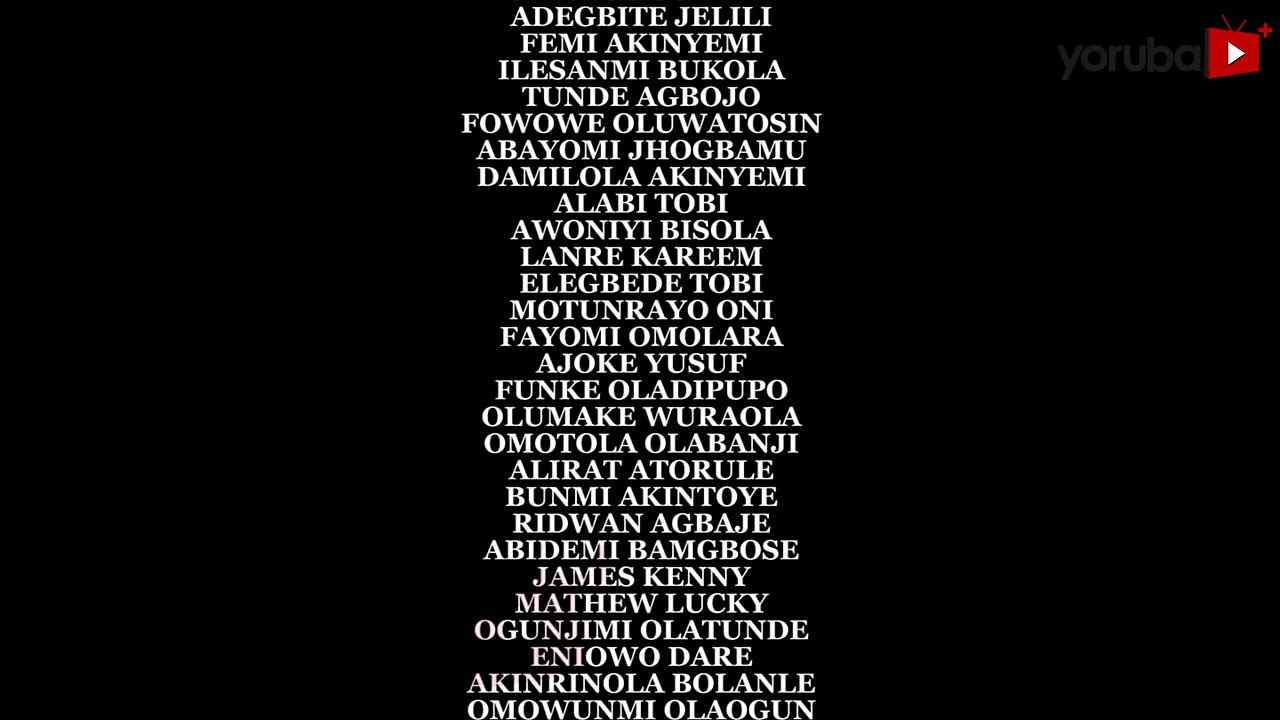 ADEGBITE JELILI
yoruba
FEMI AKINYEMI
ILESANMI BUKOLA
TUNDE AGBOJO
FOWOWE OLUWATOSIN
ABAYOMI JHOGBAMU
DAMILOLA AKINYEMI
ALABI TOBI
AWONIYI BISOLA
LANRE KAREEM
ELEGBEDE TOBI
MOTUNRAYO ONI
FAYOMI OMOLARA
AJOKE YUSUF
FUNKE OLADIPUPO
OLUMAKE WURAOLA
OMOTOLA OLABANJI
ALIRAT ATORULE
BUNMI AKINTOYE
RIDWAN AGBAJE
ABIDEMI BAMGBOSE
JAMES KENNY
MATHEW LUCKY
OGUNJIMI OLATUNDE
ENIOWO DARE
AKINRINOLA BOLANLE
OMOWUNMI OLAOGUN